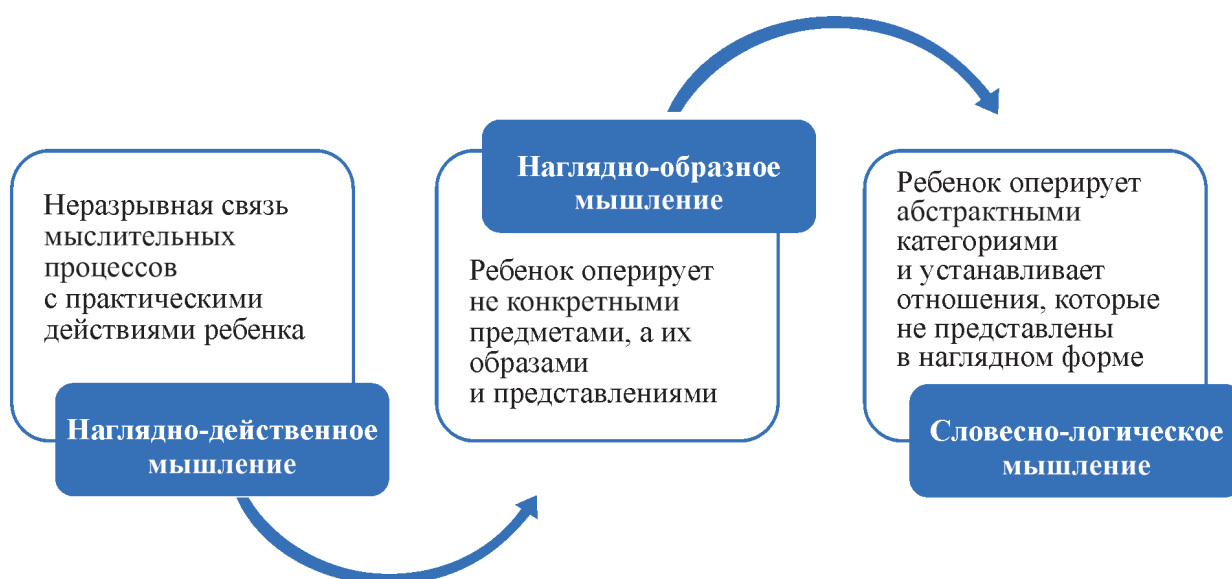 Неразрывная связь
мыслительных
процессов
с практическими
действиями ребенка
Наглядно-действенное
мышление
Наглядно-образное
мышление
Ребенок оперирует
не конкретными
предметами, а их
образами
и представлениями
Ребенок оперирует
абстрактными
категориями
и устанавливает
отношения, которые
не представлены
в наглядном форме
Словесно-логическое
мышление